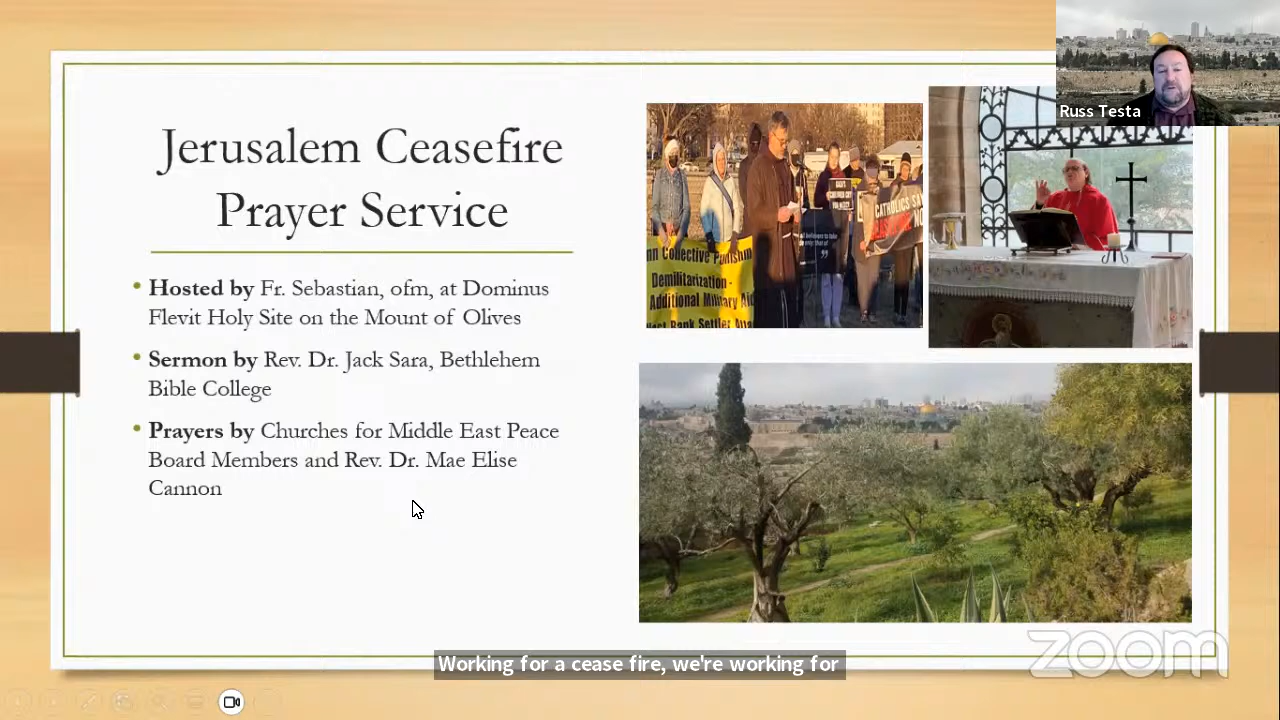 Russ Testa
Jerusalem Ceasefire
Prayer Service
• Hosted by Fr. Sebastian, ofm, at Dominus
Flevit Holy Site on the Mount of Olives
• Sermon by Rev. Dr. Jack Sara, Bethlehem
Bible College
• Prayers by Churches for Middle East Peace
Board Members and Rev. Dr. Mae Elise
Cannon
CATHOLICS SAY
Demilitarization -
Additional Military Aid
Working for a cease fire, we're working for
zoom